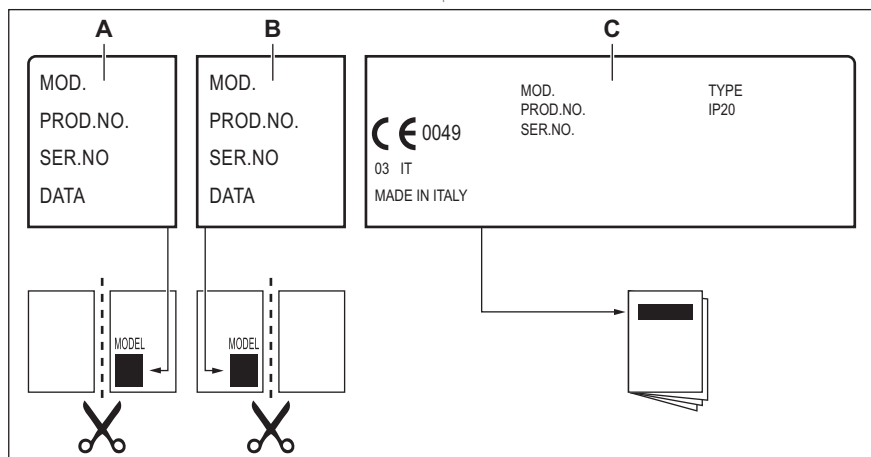 A
B
C
MOD.
PROD.NO.
SER.NO
DATA
MOD.
PROD.NO.
SER.NO
DATA
MOD.
PROD.NO.
SER.NO.
TYPE
IP20
CE 0049
03 IT
MADE IN ITALY
MODEL
MODEL